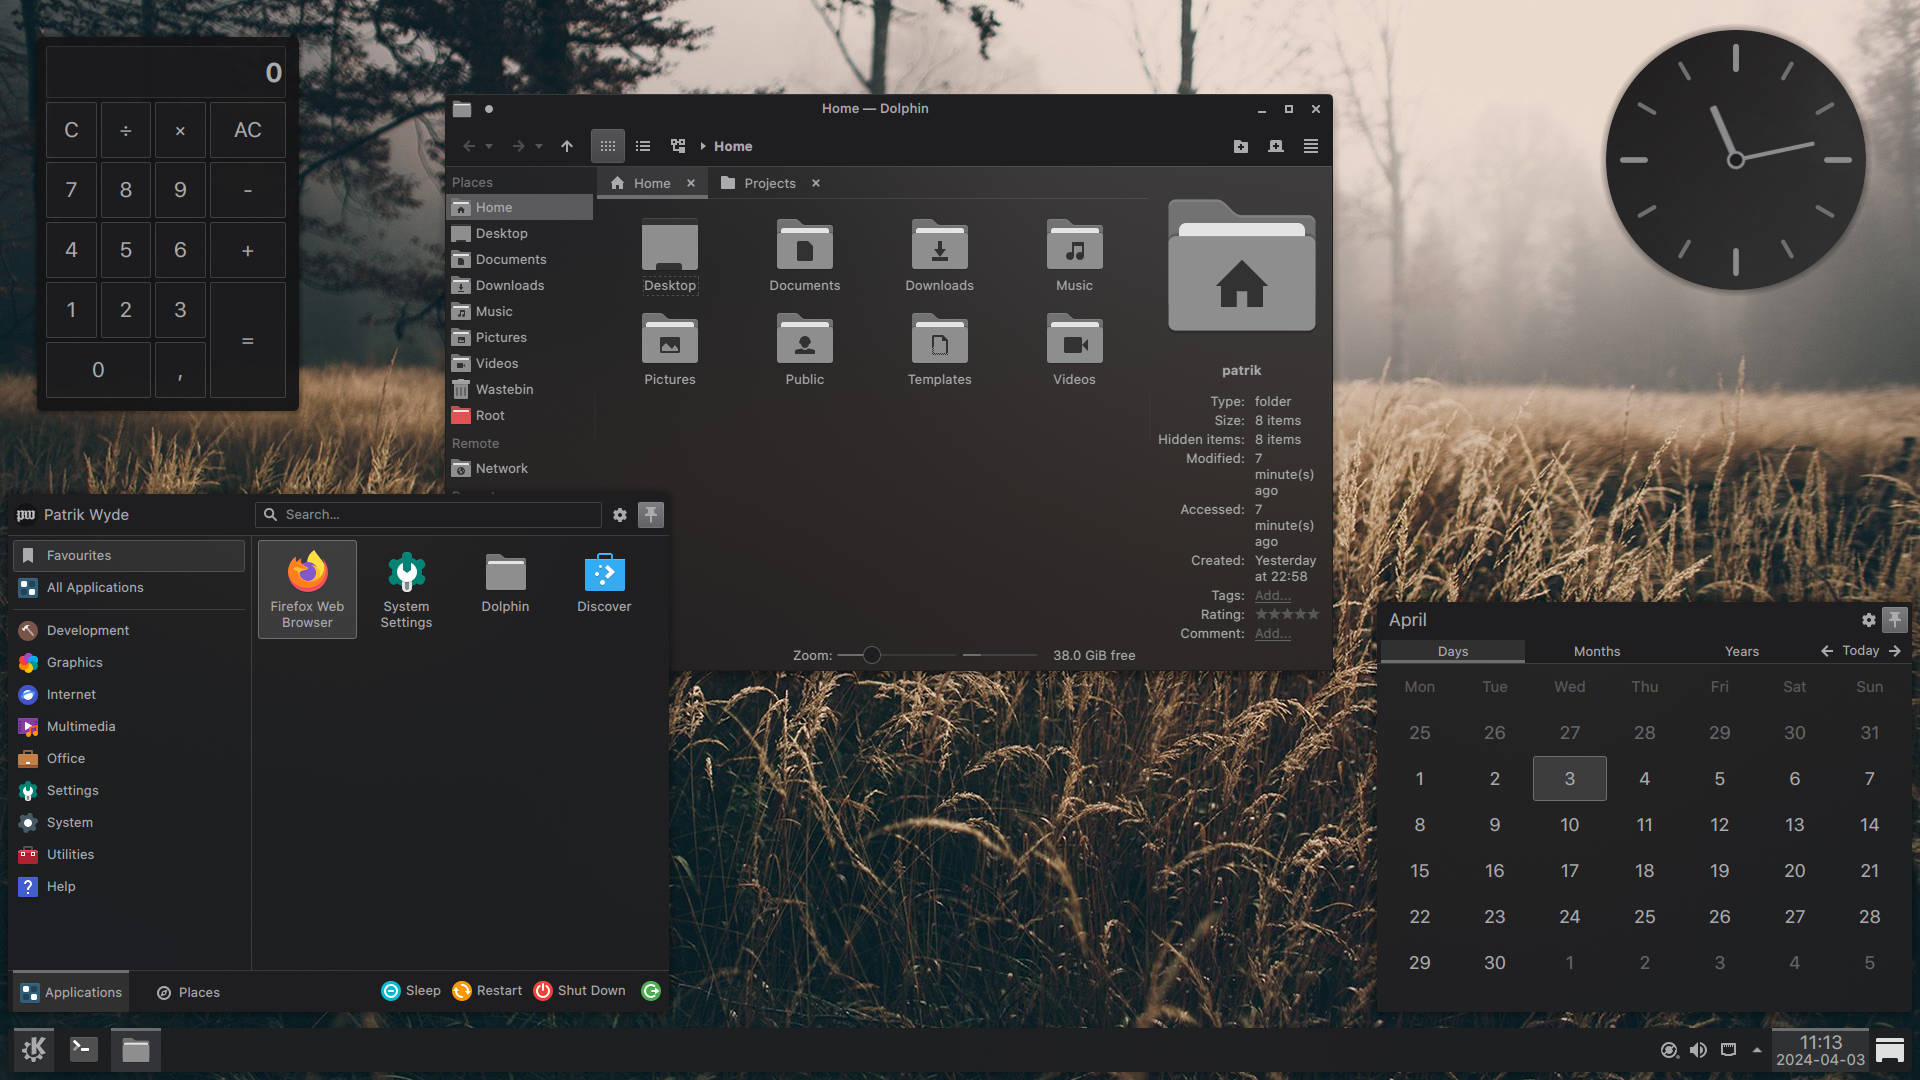 0
C ÷ × AC
7 8 9 -
4 5 6 +
1 2 3 =
0 ,
Home — Dolphin
Home
Places
Home
Desktop
Documents
Downloads
Music
Pictures
Videos
Wastebin
Root
Remote
Network
Home
Projects
Desktop Documents Downloads Music
Pictures Public Templates Videos
patrik
Type: folder
Size: 8 items
Hidden items: 8 items
Modified: 7
minute(s)
ago
Accessed: 7
minute(s)
ago
Created: Yesterday
at 22:58
Tags: Add...
Rating:
Comment: Add...
Zoom:
38.0 GiB free
Patrik Wyde
Search...
Favourites
All Applications
Development
Graphics
Internet
Multimedia
Office
Settings
System
Utilities
Help
Firefox Web
Browser
System
Settings
Dolphin
Discover
Applications
Places
Sleep
Restart
Shut Down
April
Days Months Years Today
Mon Tue Wed Thu Fri Sat Sun
25 26 27 28 29 30 31
1 2 3 4 5 6 7
8 9 10 11 12 13 14
15 16 17 18 19 20 21
22 23 24 25 26 27 28
29 30 1 2 3 4 5
11:13
2024-04-03